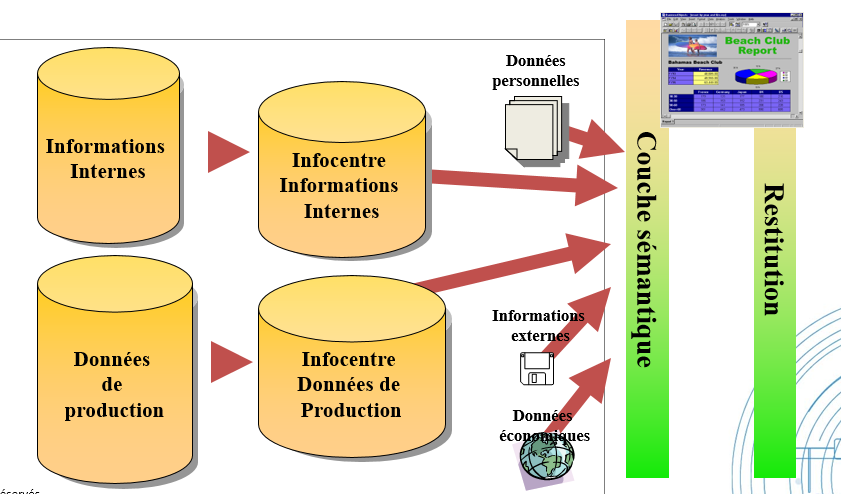 Informations
Internes
Infocentre
Informations
Internes
Données
personnelles
Couche sémantique
Beach Club
Report
Bahamas Beach Club
Restitution
Données
de
production
Infocentre
Données de
Production
Informations
externes
Données
économiques
éservés